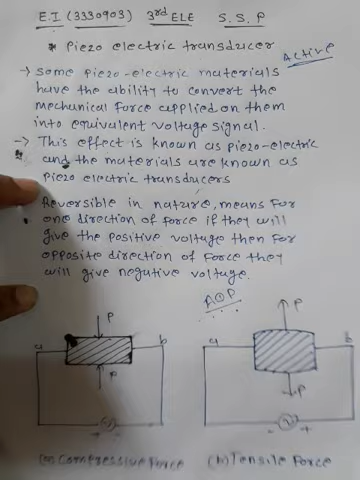 E.I (3330903) 3rd ELE S. S. P
* Piezo electric transducer
Active
→ Some Piezo-electric materials
have the ability to convert the
mechanical force applied on them
into equivalent voltage signal.
→ This effect is known as piezo-electric
and the materials are known as
Piezo electric transducers
Reversible in nature, means for
one direction of force if they will
give the positive voltage then for
opposite direction of force they
will give negative voltage.
P
a b
P
P
a b
P
- +
- +
(a) Compressive Force (b) Tensile Force